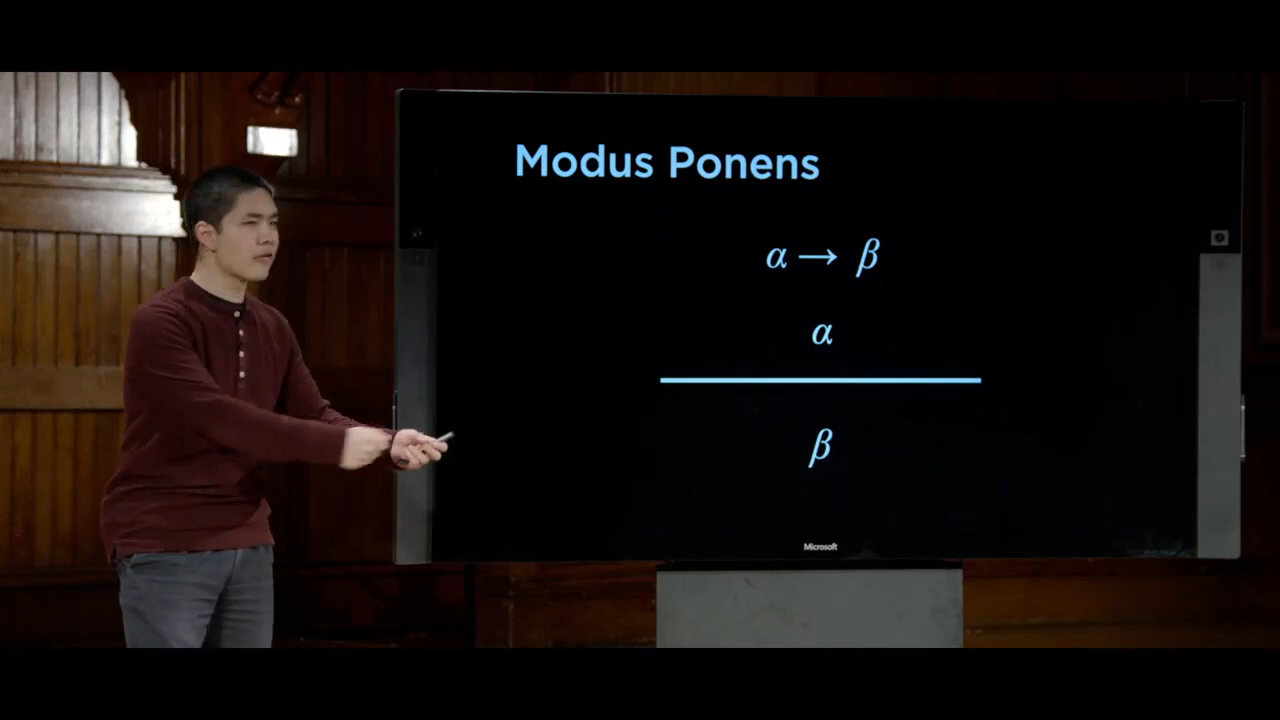 Modus Ponens
α → β
α
β
Microsoft